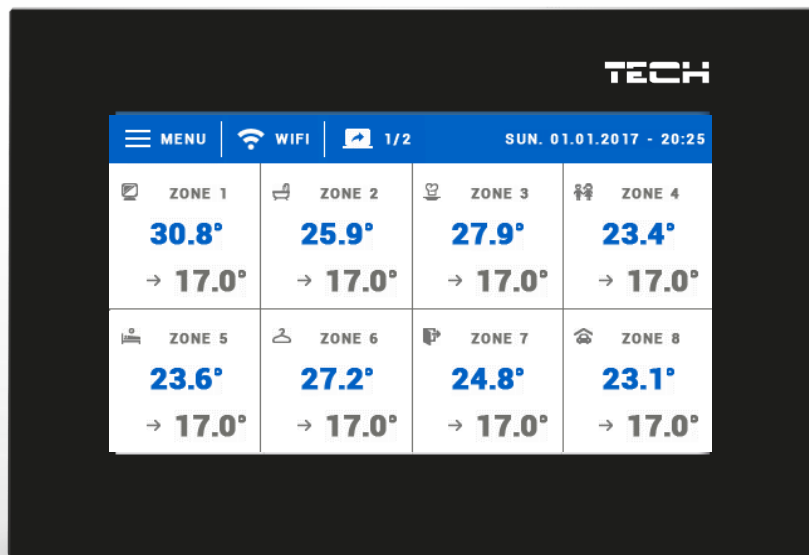 TECH
MENU WIFI 1/2 SUN. 01.01.2017 - 20:25
ZONE 1 ZONE 2 ZONE 3 ZONE 4
30.8° 25.9° 27.9° 23.4°
→ 17.0° → 17.0° → 17.0° → 17.0°
ZONE 5 ZONE 6 ZONE 7 ZONE 8
23.6° 27.2° 24.8° 23.1°
→ 17.0° → 17.0° → 17.0° → 17.0°